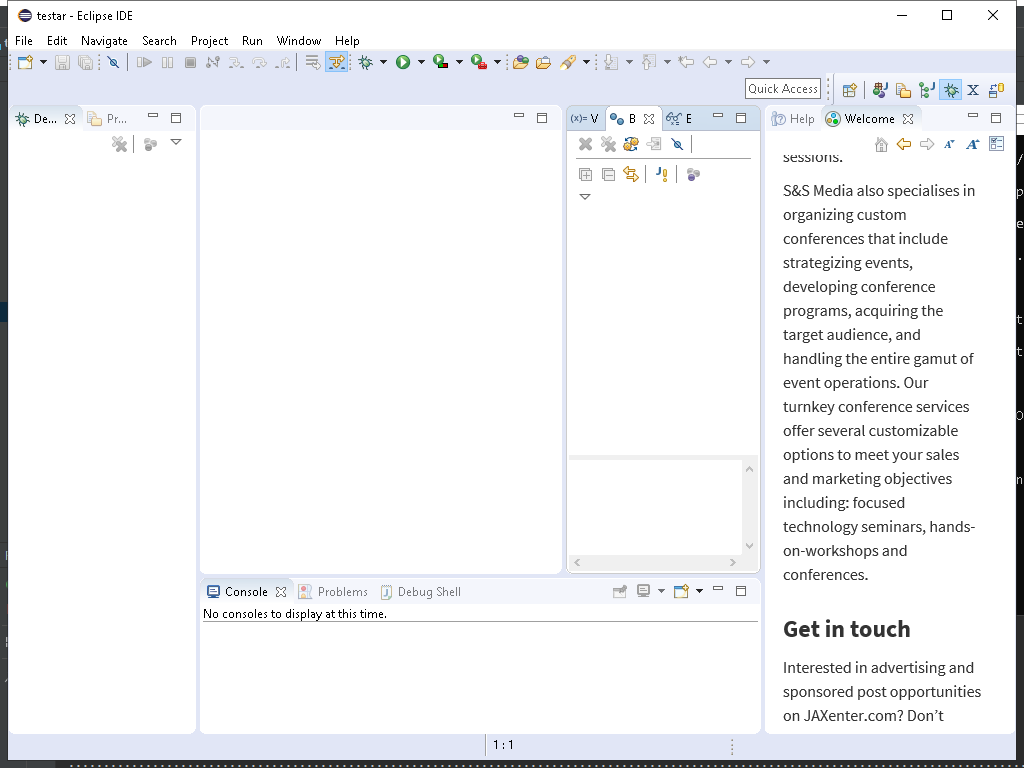 testar - Eclipse IDE
File Edit Navigate Search Project Run Window Help
Quick Access
De... Pr...
(x)= V B E
Help Welcome
sessions.
S&S Media also specialises in
organizing custom
conferences that include
strategizing events,
developing conference
programs, acquiring the
target audience, and
handling the entire gamut of
event operations. Our
turnkey conference services
offer several customizable
options to meet your sales
and marketing objectives
including: focused
technology seminars, hands-
on-workshops and
conferences.
Get in touch
Interested in advertising and
sponsored post opportunities
on JAXenter.com? Don’t
Console Problems Debug Shell
No consoles to display at this time.
1 : 1